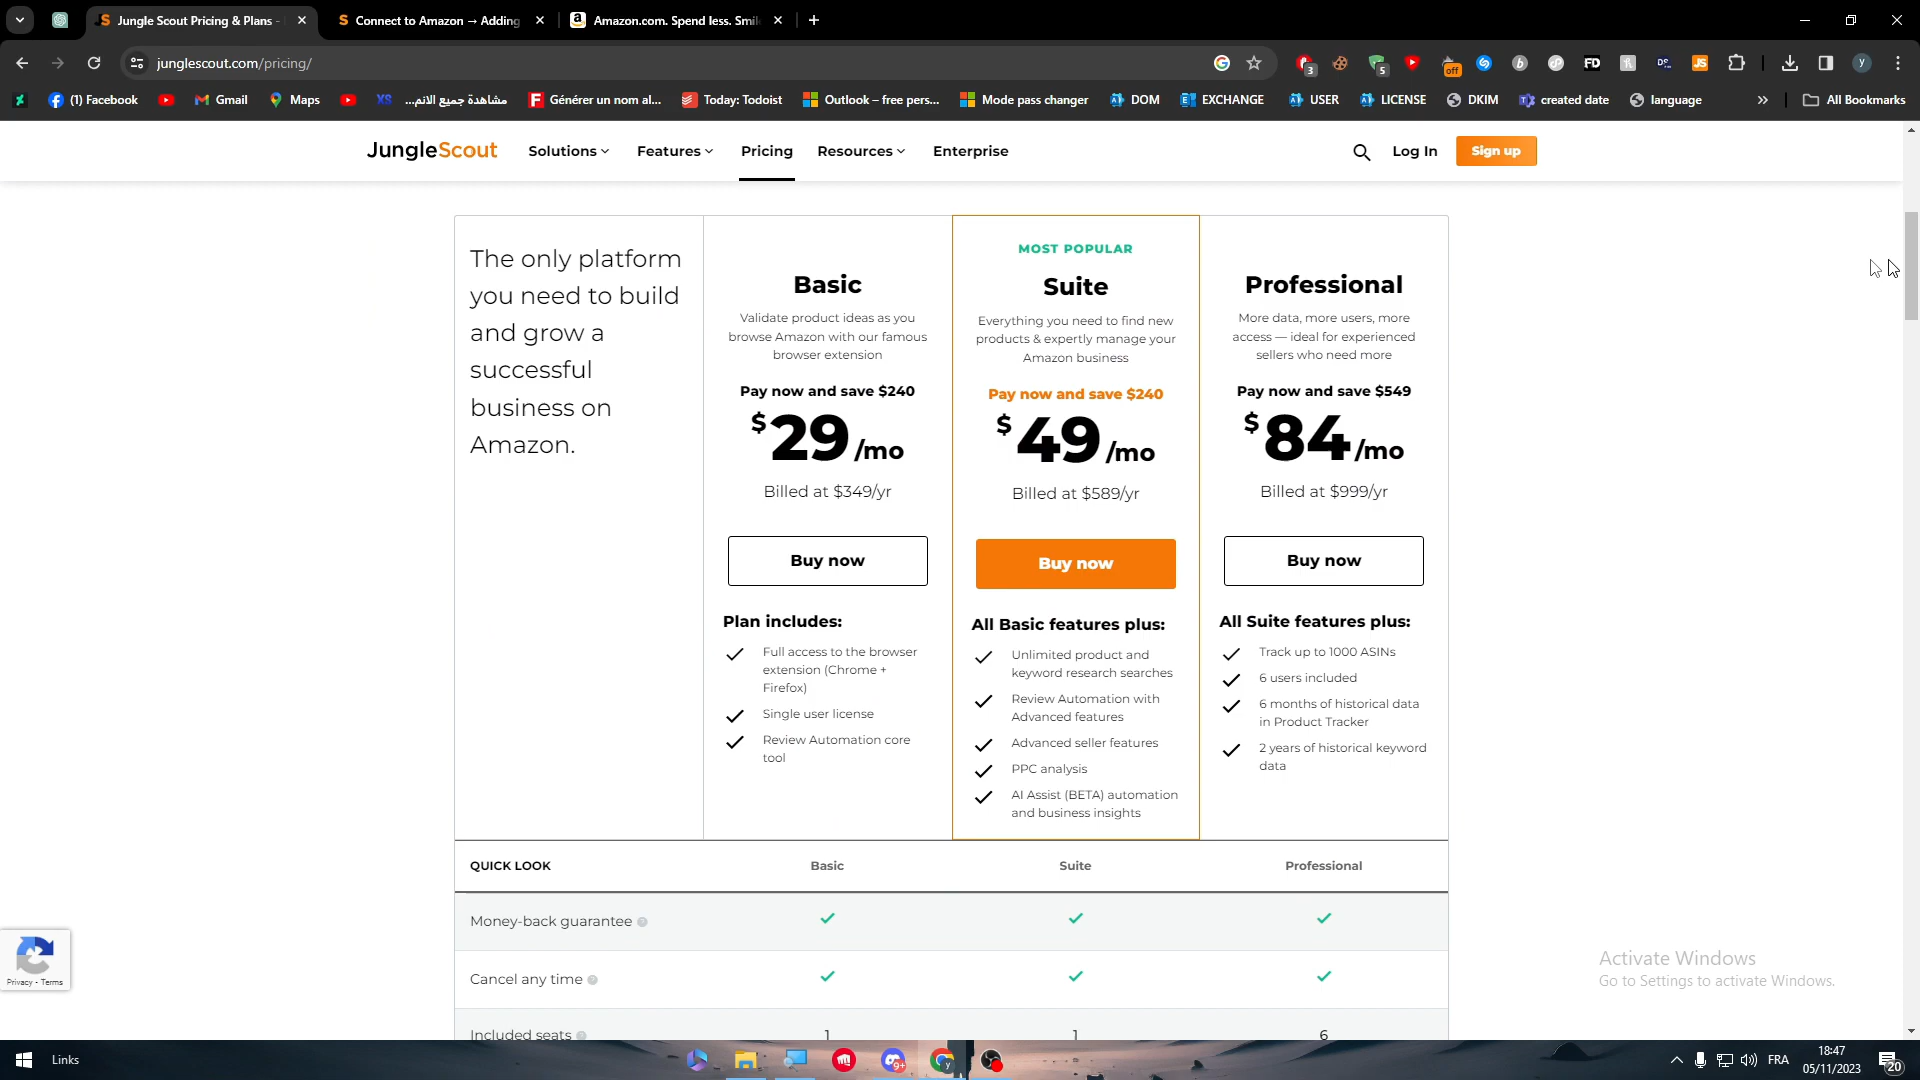 Jungle Scout Pricing & Plans -
Connect to Amazon → Adding
Amazon.com. Spend less. Smil
junglescout.com/pricing/
3
5
off
FD
JS
y
(1) Facebook
Gmail
Maps
XS
مشاهدة جميع الانم...
Générer un nom al...
Today: Todoist
Outlook – free pers...
Mode pass changer
DOM
EXCHANGE
USER
LICENSE
DKIM
created date
language
»
All Bookmarks
JungleScout
Solutions
Features
Pricing
Resources
Enterprise
Log In
Sign up
The only platform
you need to build
and grow a
successful
business on
Amazon.
Basic
Validate product ideas as you
browse Amazon with our famous
browser extension
Pay now and save $240
$29/mo
Billed at $349/yr
Buy now
Plan includes:
Full access to the browser
extension (Chrome +
Firefox)
Single user license
Review Automation core
tool
MOST POPULAR
Suite
Everything you need to find new
products & expertly manage your
Amazon business
Pay now and save $240
$49/mo
Billed at $589/yr
Buy now
All Basic features plus:
Unlimited product and
keyword research searches
Review Automation with
Advanced features
Advanced seller features
PPC analysis
AI Assist (BETA) automation
and business insights
Professional
More data, more users, more
access — ideal for experienced
sellers who need more
Pay now and save $549
$84/mo
Billed at $999/yr
Buy now
All Suite features plus:
Track up to 1000 ASINs
6 users included
6 months of historical data
in Product Tracker
2 years of historical keyword
data
QUICK LOOK Basic Suite Professional
Money-back guarantee
Cancel any time
Included seats 1 1 6
Privacy - Terms
Activate Windows
Go to Settings to activate Windows.
Links
9+
FRA
18:47
05/11/2023
20